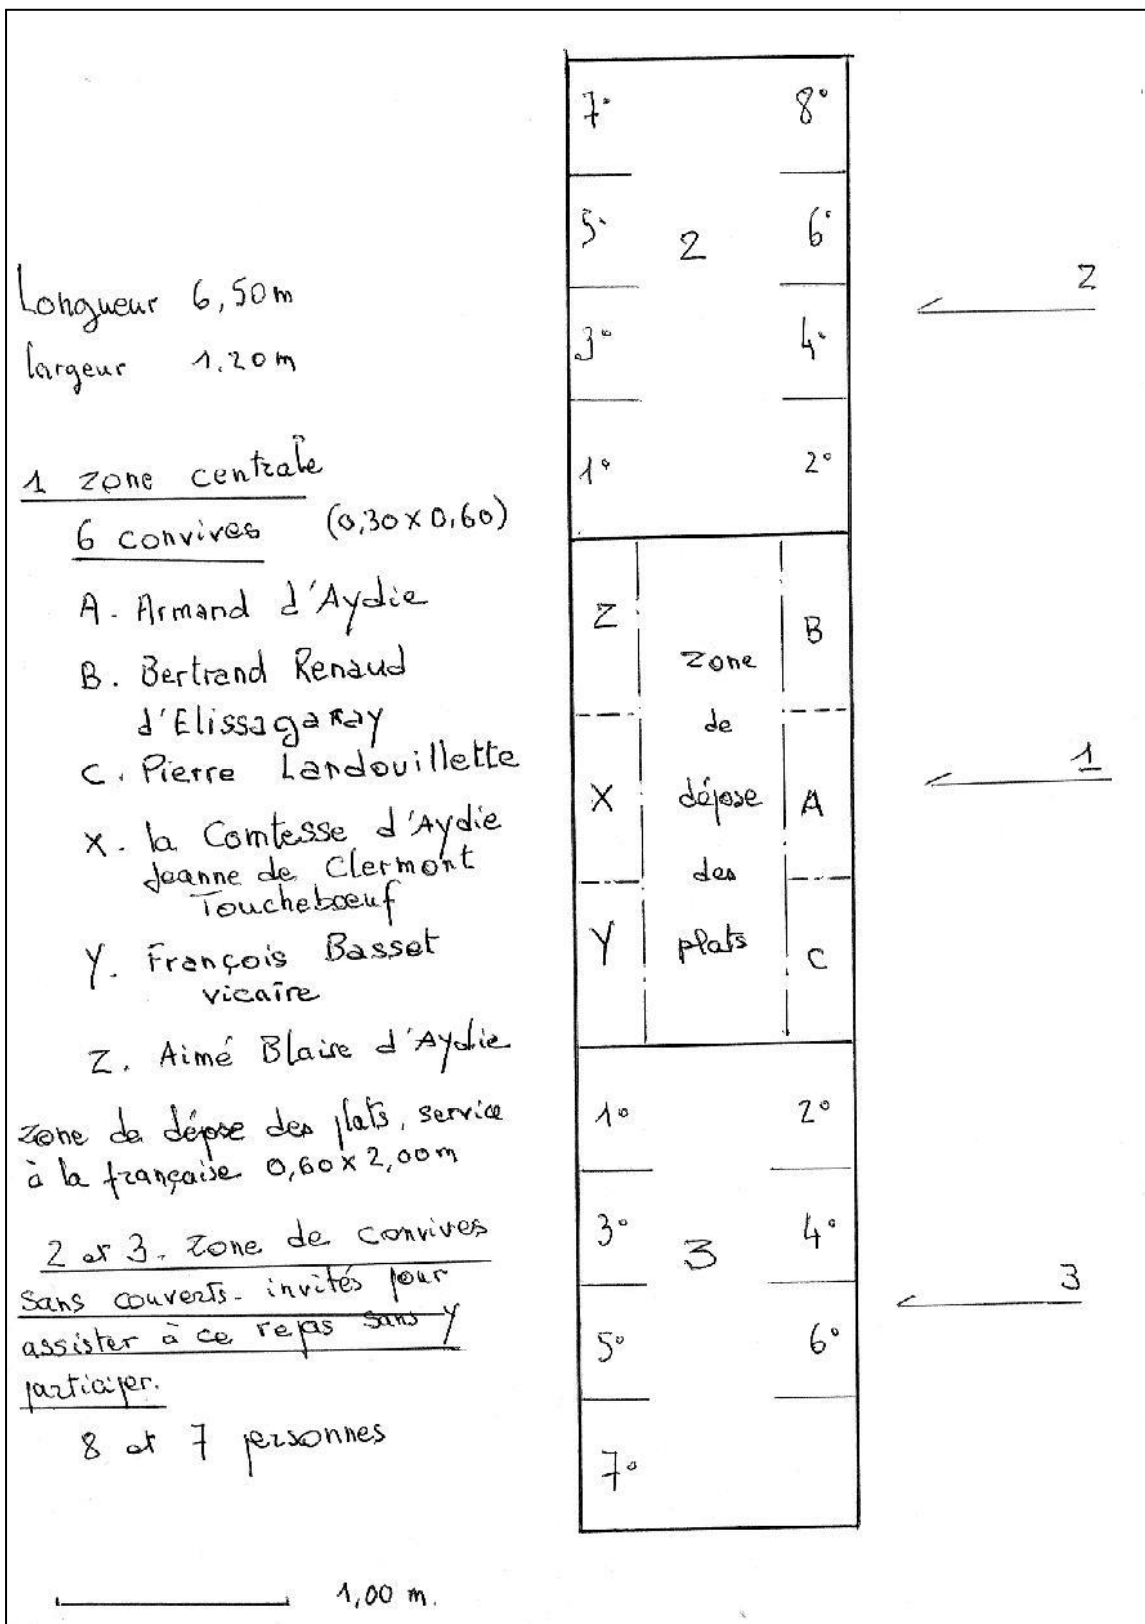 Longueur 6,50m
largeur 1.20m
1 zone centrale
6 convives (0,30 x 0,60)
A. Armand d'Aydie
B. Bertrand Renaud
d'Elissagaray
C. Pierre Landouillette
X. la Comtesse d'Aydie
Jeanne de Clermont
Toucheboeuf
Y. François Basset
vicaire
Z. Aimé Blaise d'Aydie
zone de dépose des plats, service
à la française 0,60 x 2,00m
2 et 3. zone de convives
sans couverts. invités pour
assister à ce repas sans y
participer.
8 et 7 personnes
1,00 m.
7° 8°
5° 2 6°
3° 4°
1° 2°
Z zone B
de
X dépose A
des
Y plats C
1° 2°
3° 3 4°
5° 6°
7°
2
1
3